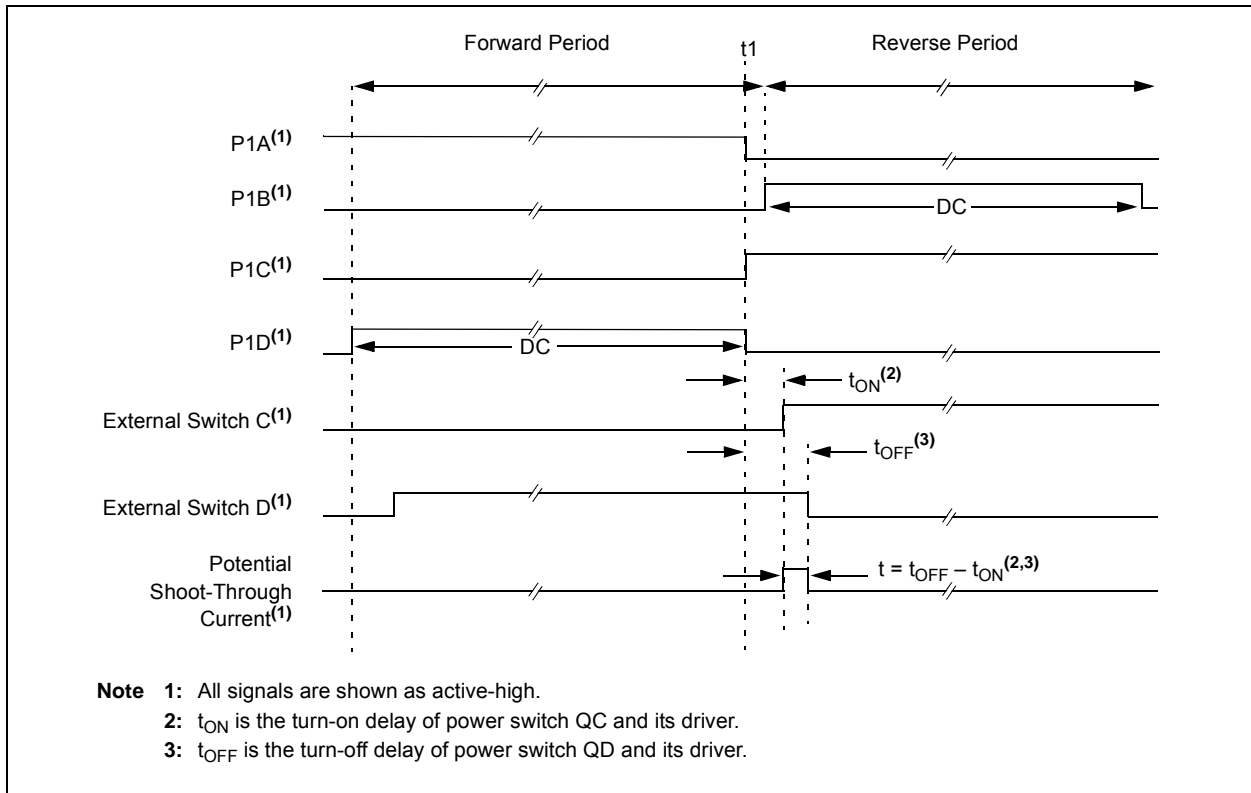 Forward Period
t1
Reverse Period
P1A(1)
P1B(1)
DC
P1C(1)
P1D(1)
DC
tON(2)
External Switch C(1)
tOFF(3)
External Switch D(1)
Potential
Shoot-Through
Current(1)
t = tOFF – tON(2,3)
Note 1: All signals are shown as active-high.
2: tON is the turn-on delay of power switch QC and its driver.
3: tOFF is the turn-off delay of power switch QD and its driver.